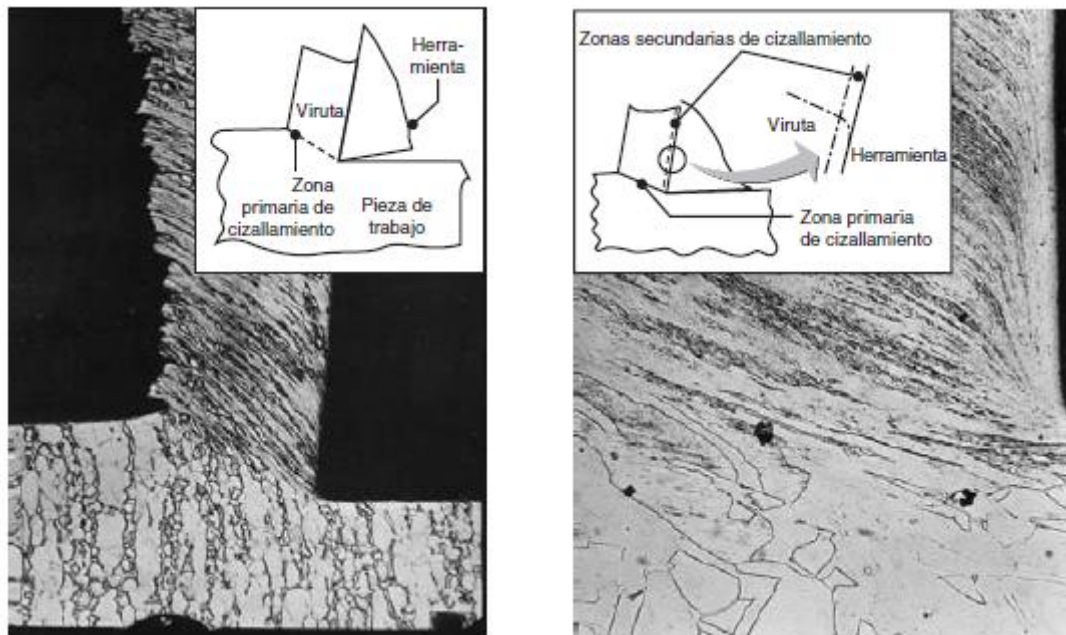 Herra-
mienta
Viruta
Zona
primaria de
cizallamiento
Pieza de
trabajo
Zonas secundarias de cizallamiento
Viruta
Herramienta
Zona primaria
de cizallamiento